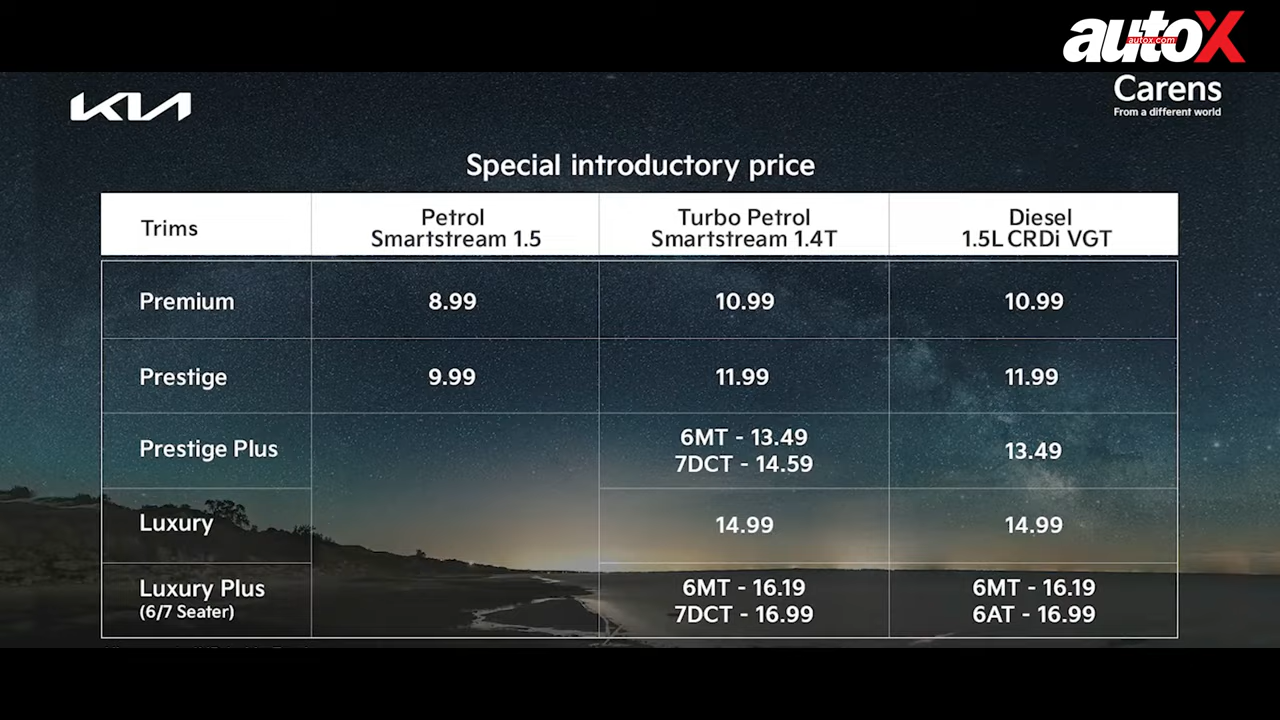 autoX
autox.com
KIA
Carens
From a different world
Special introductory price
Trims
Petrol
Smartstream 1.5
Turbo Petrol
Smartstream 1.4T
Diesel
1.5L CRDi VGT
Premium
8.99
10.99
10.99
Prestige
9.99
11.99
11.99
Prestige Plus
6MT - 13.49
7DCT - 14.59
13.49
Luxury
14.99
14.99
Luxury Plus
(6/7 Seater)
6MT - 16.19
7DCT - 16.99
6MT - 16.19
6AT - 16.99